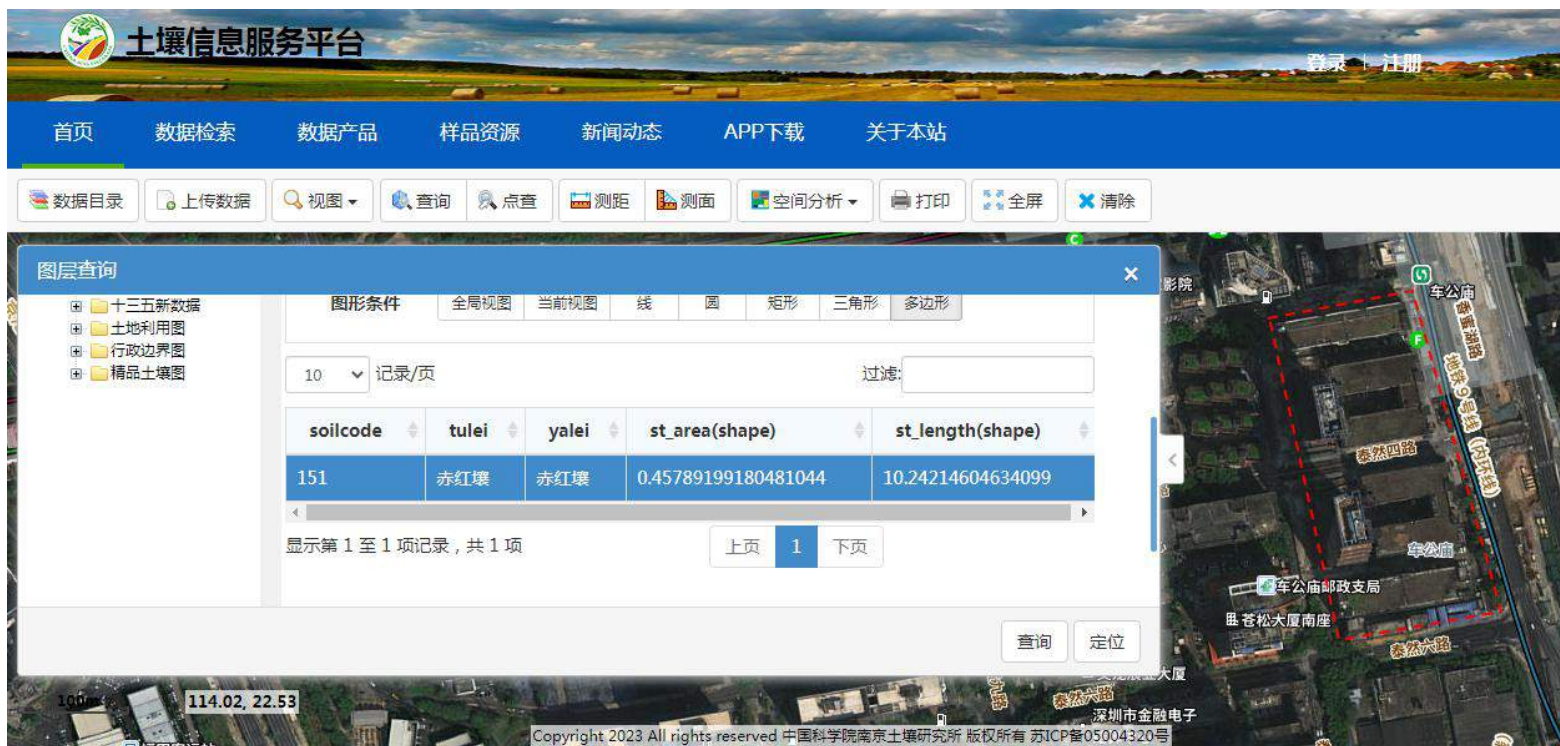 土壤信息服务平台
登录 | 注册
首页 数据检索 数据产品 样品资源 新闻动态 APP下载 关于本站
数据目录 上传数据 视图 查询 点查 测距 测面 空间分析 打印 全屏 清除
图层查询 ×
十三五新数据
土地利用图
行政边界图
精品土壤图
图形条件 全局视图 当前视图 线 圆 矩形 三角形 多边形
10 记录/页 过滤:
soilcode tulei yalei st_area(shape) st_length(shape)
151 赤红壤 赤红壤 0.45789199180481044 10.24214604634099
显示第 1 至 1 项记录，共 1 项 上页 1 下页
查询 定位
影院
C
车公庙
香蜜湖路
F
地铁9号线 (内环线)
泰然四路
车公庙
车公庙邮政支局
苍松大厦南座
泰然六路
泰然六路
深圳市金融电子
100m
114.02, 22.53
Copyright 2023 All rights reserved 中国科学院南京土壤研究所 版权所有 苏ICP备05004320号